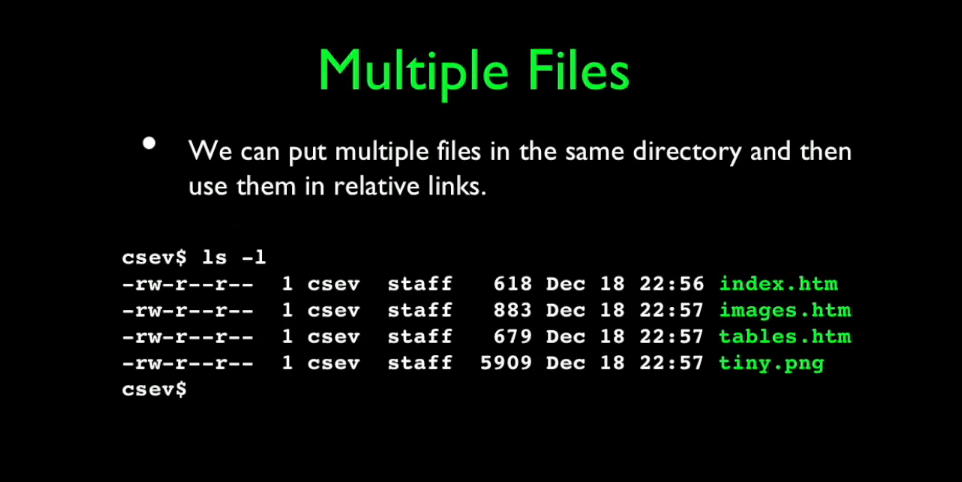 Multiple Files
• We can put multiple files in the same directory and then
use them in relative links.
csev$ ls -l
-rw-r--r--  1 csev  staff   618 Dec 18 22:56 index.htm
-rw-r--r--  1 csev  staff   883 Dec 18 22:57 images.htm
-rw-r--r--  1 csev  staff   679 Dec 18 22:57 tables.htm
-rw-r--r--  1 csev  staff  5909 Dec 18 22:57 tiny.png
csev$